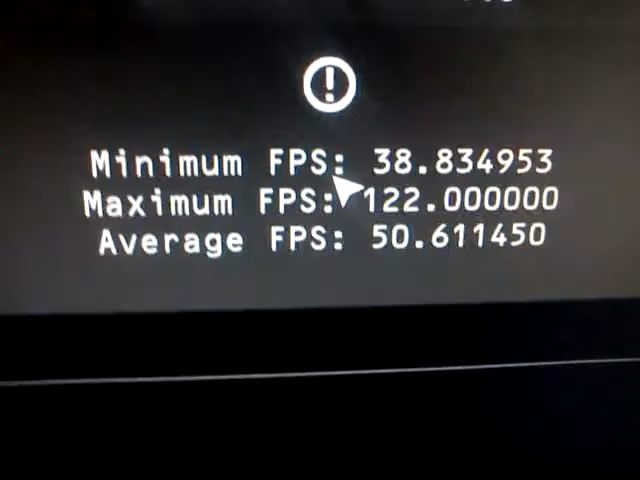 Minimum FPS: 38.834953
Maximum FPS: 122.000000
Average FPS: 50.611450